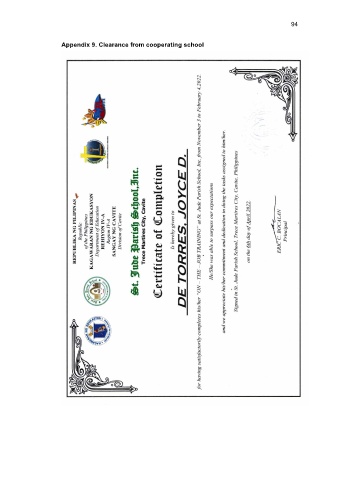 94
Appendix 9. Clearance from cooperating school
REPUBLIKA NG PILIPINAS
Republic
of the Philippines
KAGAWARAN NG EDUKASYON
Department of Education
REHIYON IV-A
Region IV-A
SANGAY NG CAVITE
Division of Cavite
St. Jude Parish School, Inc.
Trece Martires City, Cavite
Certificate of Completion
is hereby given to
DE TORRES, JOYCE D.
for having satisfactorily completes his/her "ON - THE - JOB TRAINING" at St. Jude Parish School, Inc. from November 3 to February 4, 2022.
He/She was able to surpass our expectations
and we appreciate his/her commitment and dedication in doing the tasks assigned to him/her.
Signed in St. Jude Parish School, Trece Martires City, Cavite, Philippines
on the 6th day of April 2022.
Principal